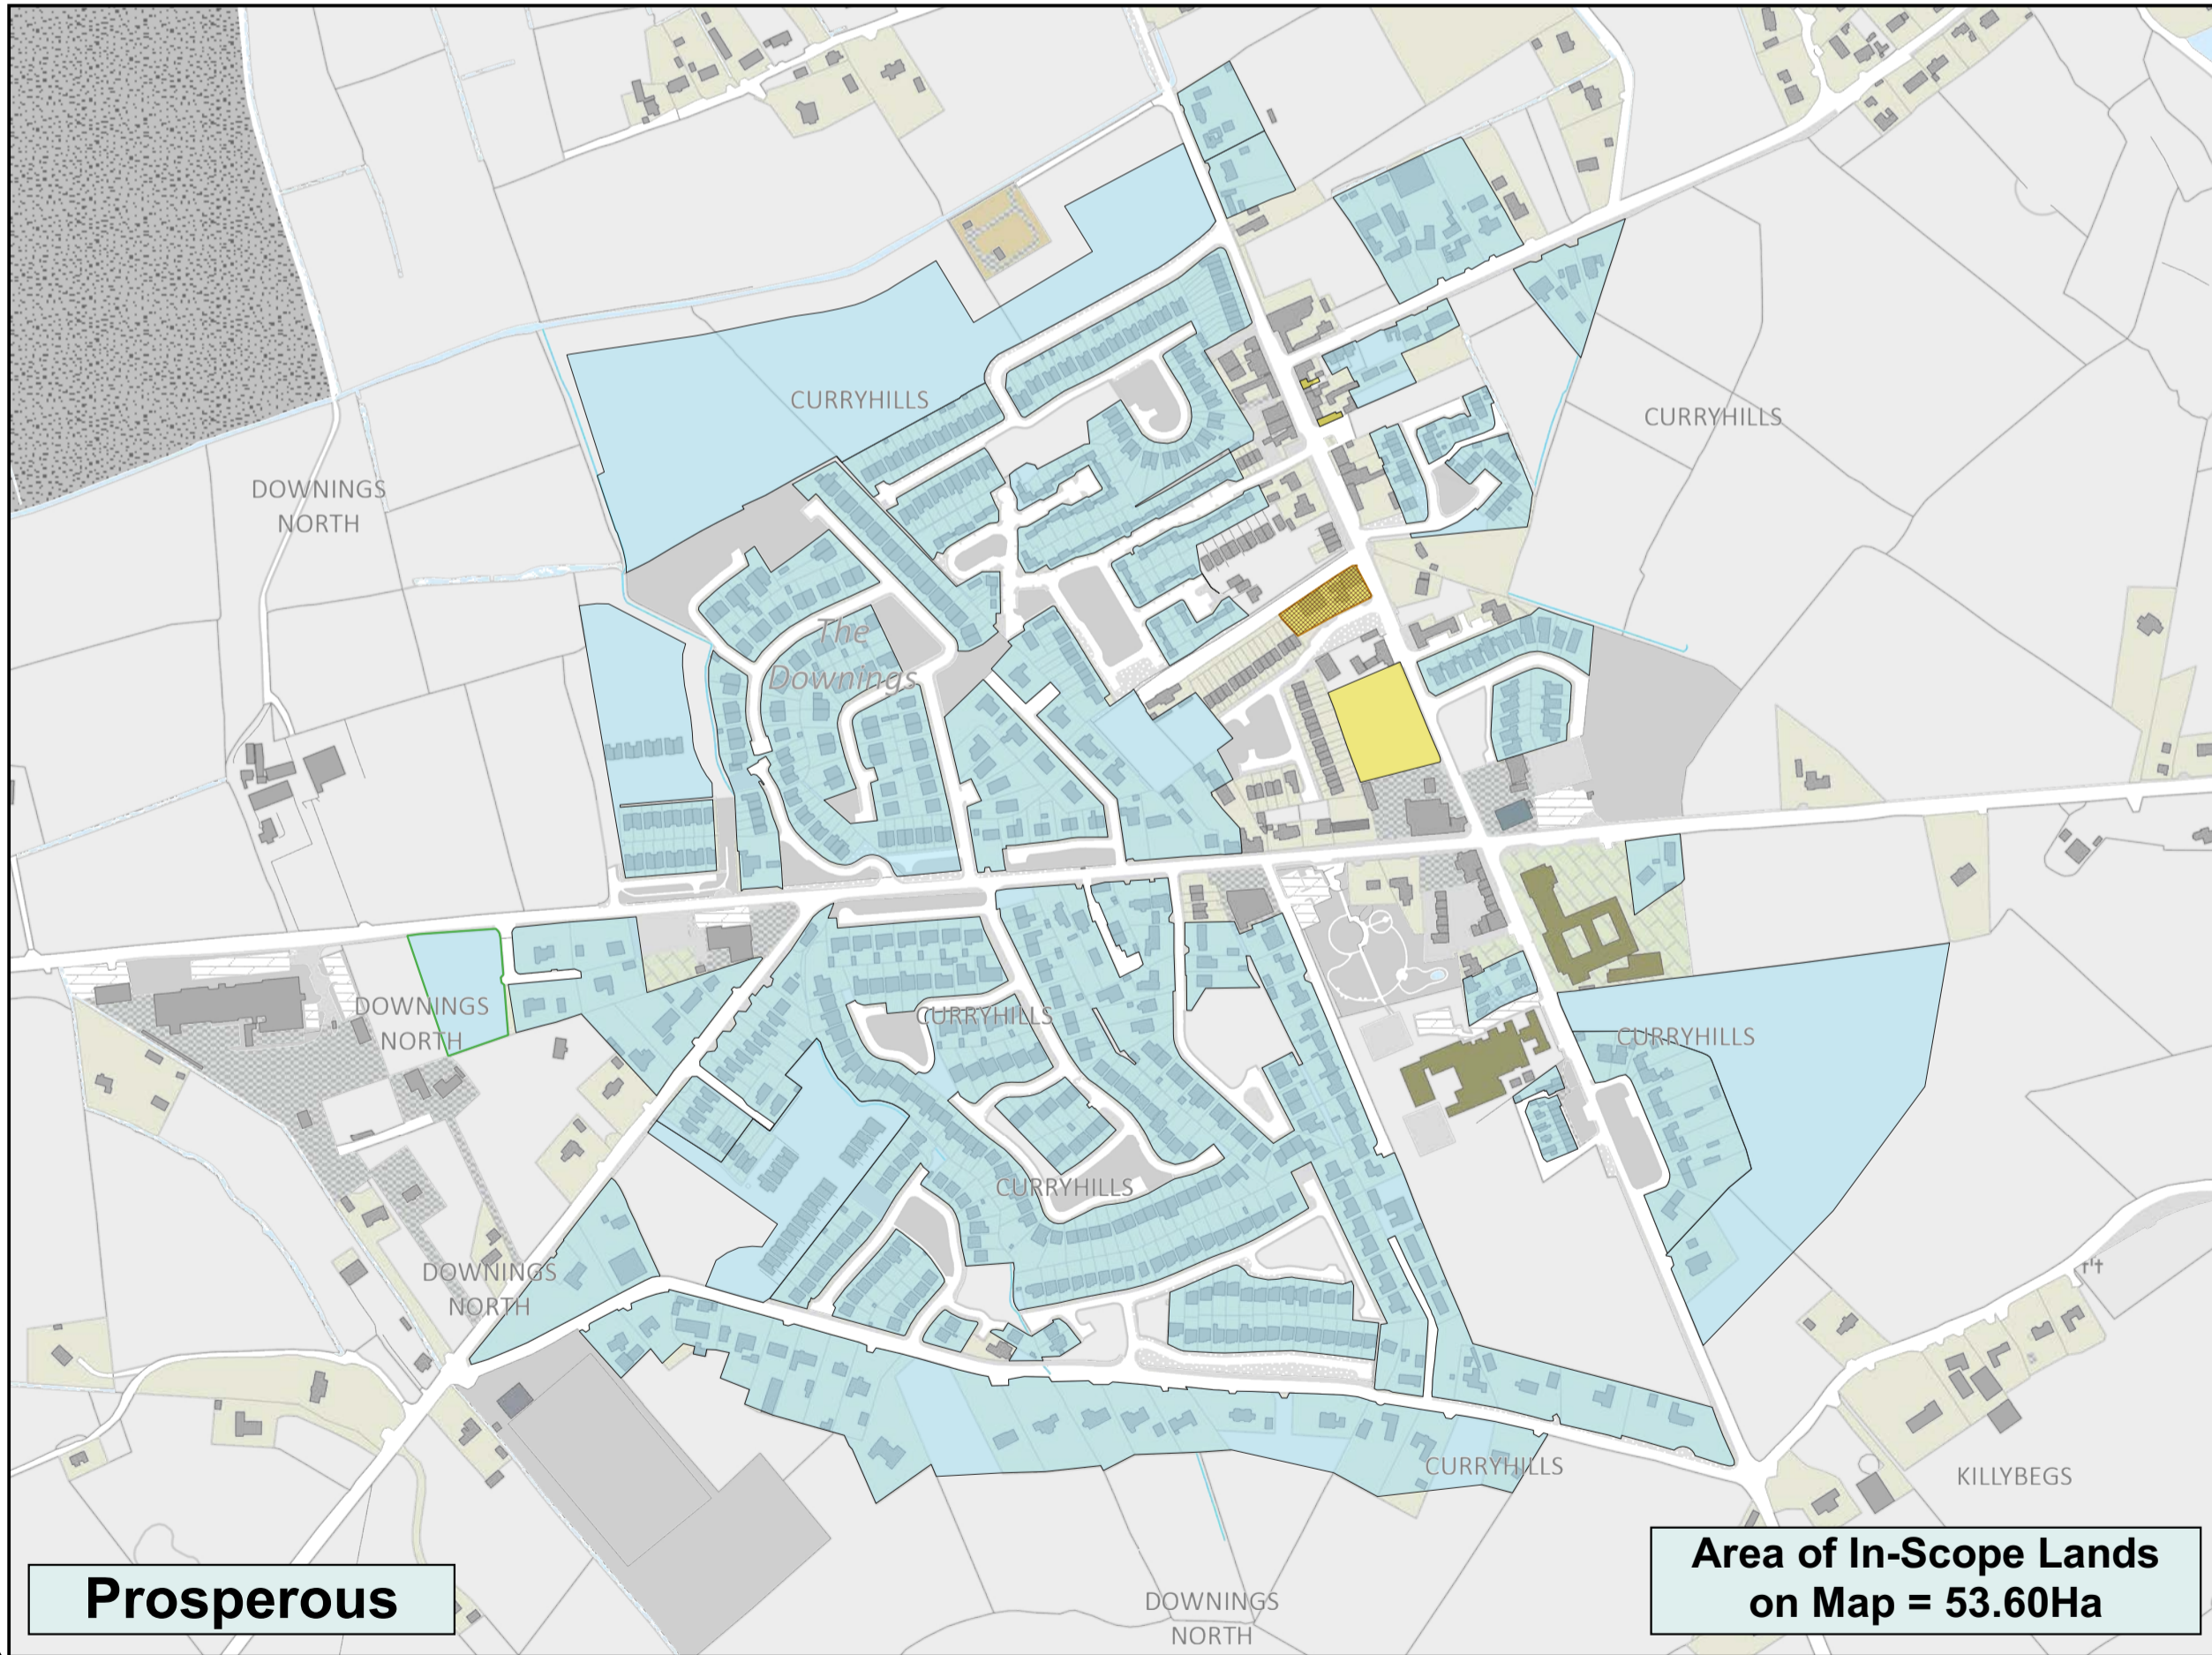 CURRYHILLS
CURRYHILLS
DOWNINGS
NORTH
The
Downings
DOWNINGS
NORTH
CURRYHILLS
CURRYHILLS
CURRYHILLS
DOWNINGS
NORTH
CURRYHILLS
KILLYBEGS
DOWNINGS
NORTH
Prosperous
Area of In-Scope Lands
on Map = 53.60Ha